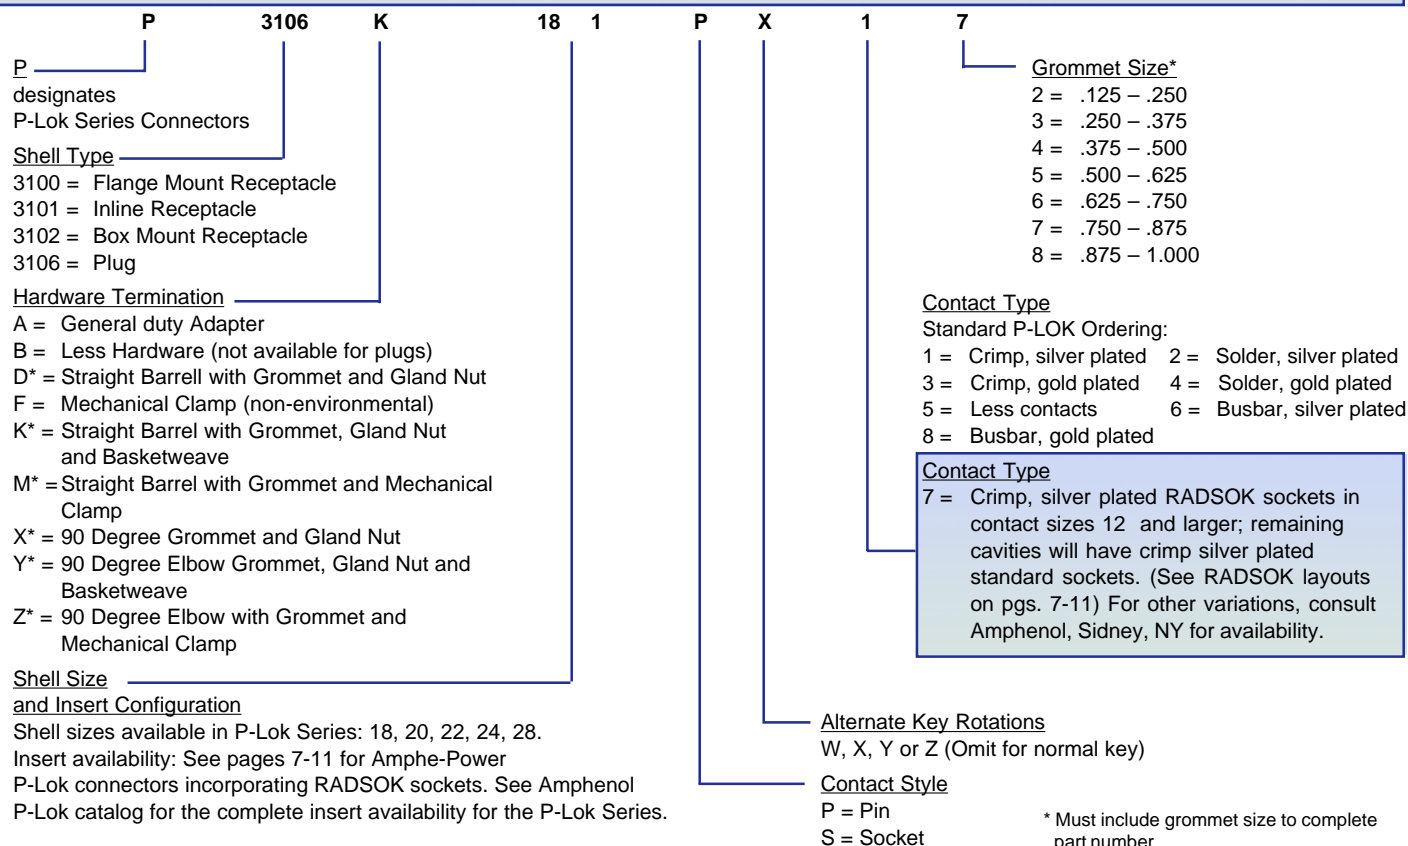 P 3106 K 18 1 P X 1 7
P
designates
P-Lok Series Connectors
Shell Type
3100 = Flange Mount Receptacle
3101 = Inline Receptacle
3102 = Box Mount Receptacle
3106 = Plug
Hardware Termination
A = General duty Adapter
B = Less Hardware (not available for plugs)
D* = Straight Barrell with Grommet and Gland Nut
F = Mechanical Clamp (non-environmental)
K* = Straight Barrel with Grommet, Gland Nut
and Basketweave
M* = Straight Barrel with Grommet and Mechanical
Clamp
X* = 90 Degree Grommet and Gland Nut
Y* = 90 Degree Elbow Grommet, Gland Nut and
Basketweave
Z* = 90 Degree Elbow with Grommet and
Mechanical Clamp
Shell Size
and Insert Configuration
Shell sizes available in P-Lok Series: 18, 20, 22, 24, 28.
Insert availability: See pages 7-11 for Amphe-Power
P-Lok connectors incorporating RADSOK sockets. See Amphenol
P-Lok catalog for the complete insert availability for the P-Lok Series.
Grommet Size*
2 = .125 – .250
3 = .250 – .375
4 = .375 – .500
5 = .500 – .625
6 = .625 – .750
7 = .750 – .875
8 = .875 – 1.000
Contact Type
Standard P-LOK Ordering:
1 = Crimp, silver plated 2 = Solder, silver plated
3 = Crimp, gold plated 4 = Solder, gold plated
5 = Less contacts 6 = Busbar, silver plated
8 = Busbar, gold plated
Contact Type
7 = Crimp, silver plated RADSOK sockets in
contact sizes 12 and larger; remaining
cavities will have crimp silver plated
standard sockets. (See RADSOK layouts
on pgs. 7-11) For other variations, consult
Amphenol, Sidney, NY for availability.
Alternate Key Rotations
W, X, Y or Z (Omit for normal key)
Contact Style
P = Pin
S = Socket
* Must include grommet size to complete
part number